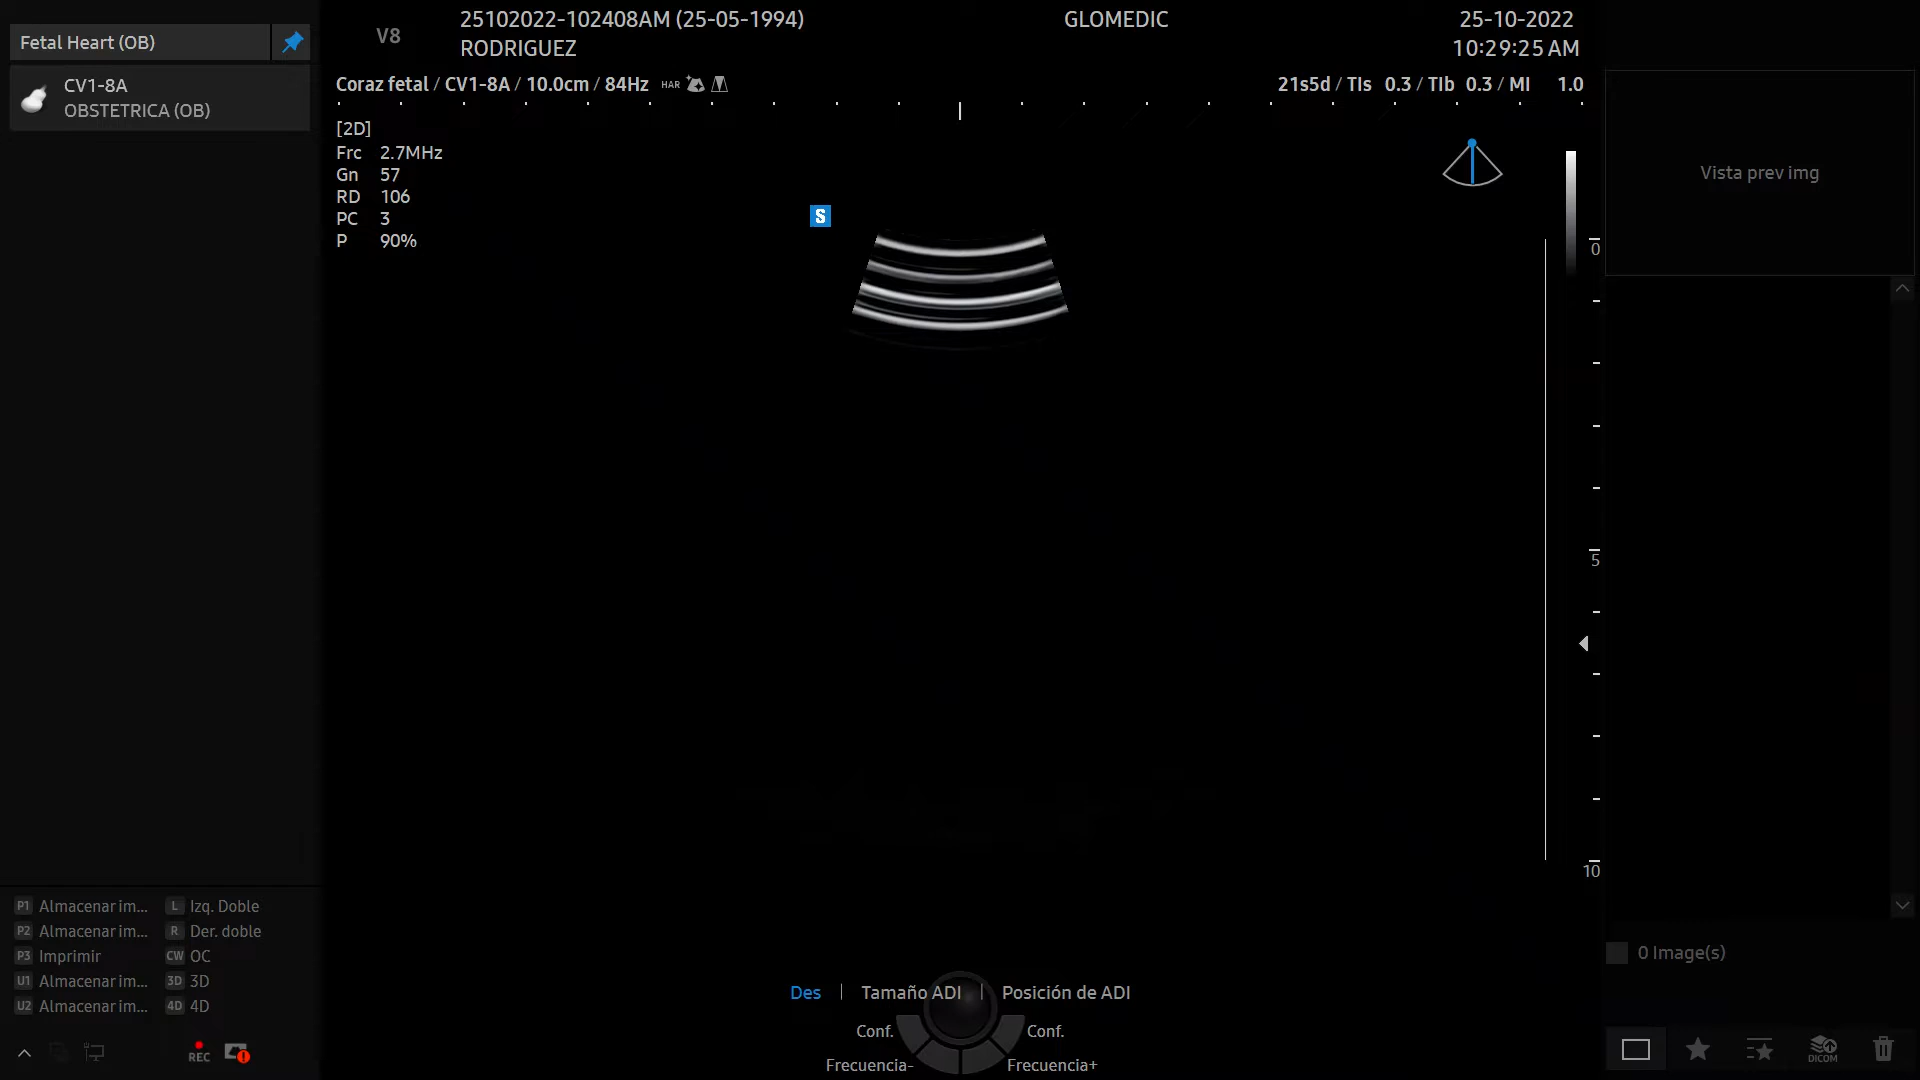 Fetal Heart (OB)
CV1-8A
OBSTETRICA (OB)
V8
25102022-102408AM (25-05-1994)
RODRIGUEZ
GLOMEDIC
25-10-2022
10:29:25 AM
Coraz fetal / CV1-8A / 10.0cm / 84Hz HAR
21s5d / TIs 0.3 / TIb 0.3 / MI 1.0
[2D]
Frc 2.7MHz
Gn 57
RD 106
PC 3
P 90%
S
0
5
10
Vista prev img
0 Image(s)
P1 Almacenar im... L Izq. Doble
P2 Almacenar im... R Der. doble
P3 Imprimir CW OC
U1 Almacenar im... 3D 3D
U2 Almacenar im... 4D 4D
REC
Des | Tamaño ADI | Posición de ADI
Conf. Conf.
Frecuencia- Frecuencia+
DICOM